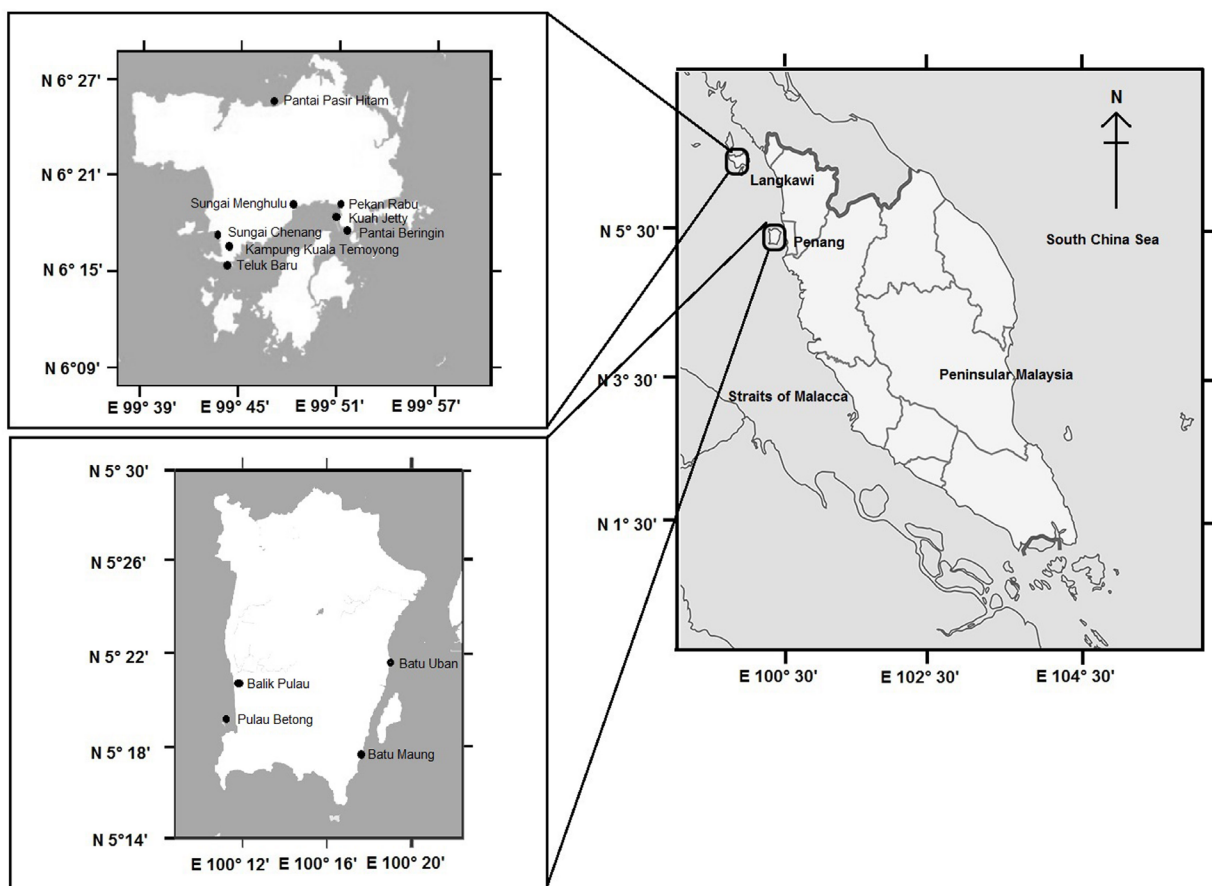 N 6° 27'
N 6° 21'
N 6° 15'
N 6°09'
Pantai Pasir Hitam
Sungai Menghulu
Pekan Rabu
Kuah Jetty
Sungai Chenang
Pantai Beringin
Kampung Kuala Temoyong
Teluk Baru
E 99° 39'
E 99° 45'
E 99° 51'
E 99° 57'
N 5° 30'
N 5°26'
N 5° 22'
N 5° 18'
N 5°14'
Batu Uban
Balik Pulau
Pulau Betong
Batu Maung
E 100° 12'
E 100° 16'
E 100° 20'
N
Langkawi
N 5° 30'
Penang
South China Sea
N 3° 30'
Peninsular Malaysia
Straits of Malacca
N 1° 30'
E 100° 30'
E 102° 30'
E 104° 30'